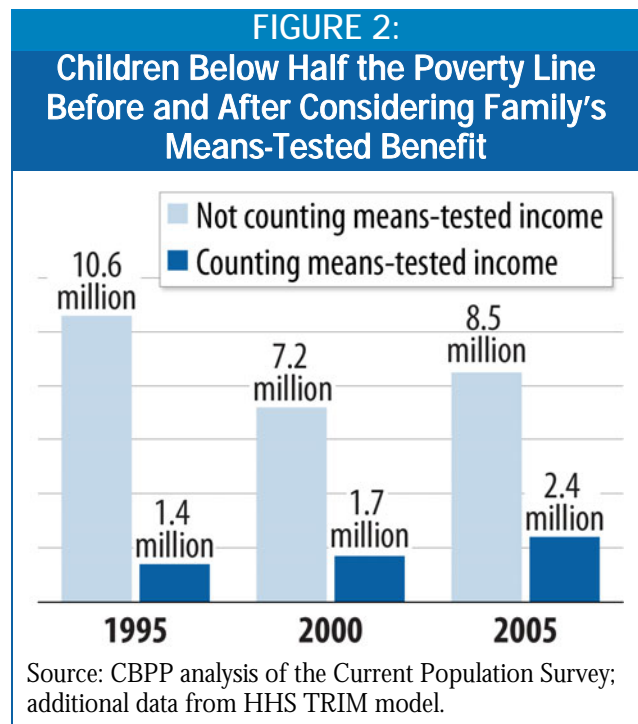 FIGURE 2:
Children Below Half the Poverty Line
Before and After Considering Family's
Means-Tested Benefit
Not counting means-tested income
Counting means-tested income
10.6
million
1.4
million
7.2
million
1.7
million
8.5
million
2.4
million
1995
2000
2005
Source: CBPP analysis of the Current Population Survey;
additional data from HHS TRIM model.